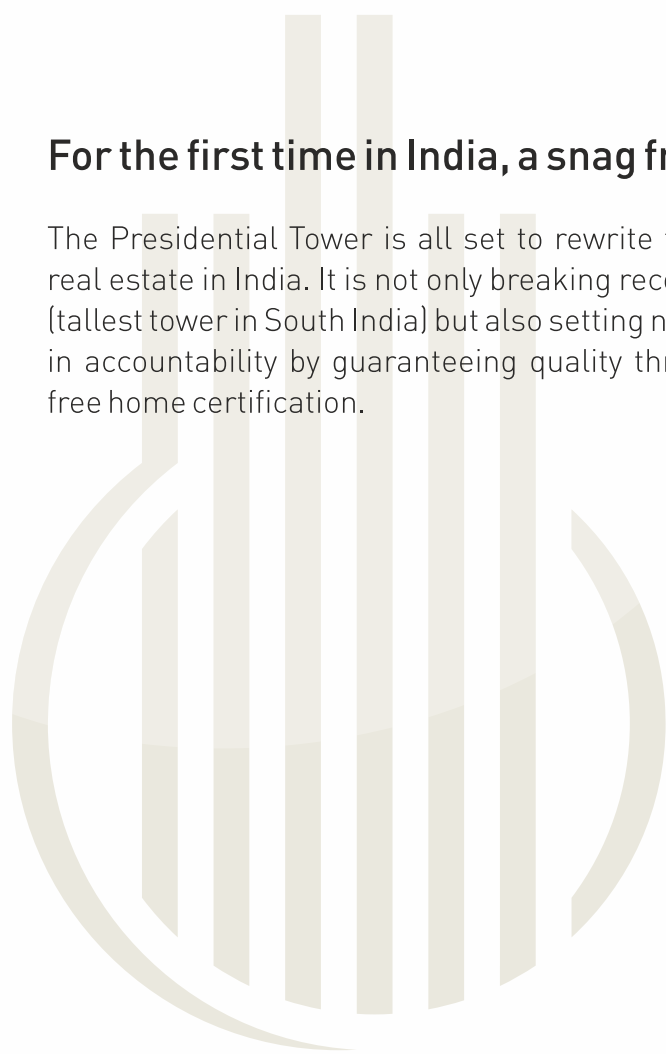 For the first time in India, a snag
The Presidential Tower is all set to rewrite
real estate in India. It is not only breaking
(tallest tower in South India) but also setting
in accountability by guaranteeing quality
free home certification.